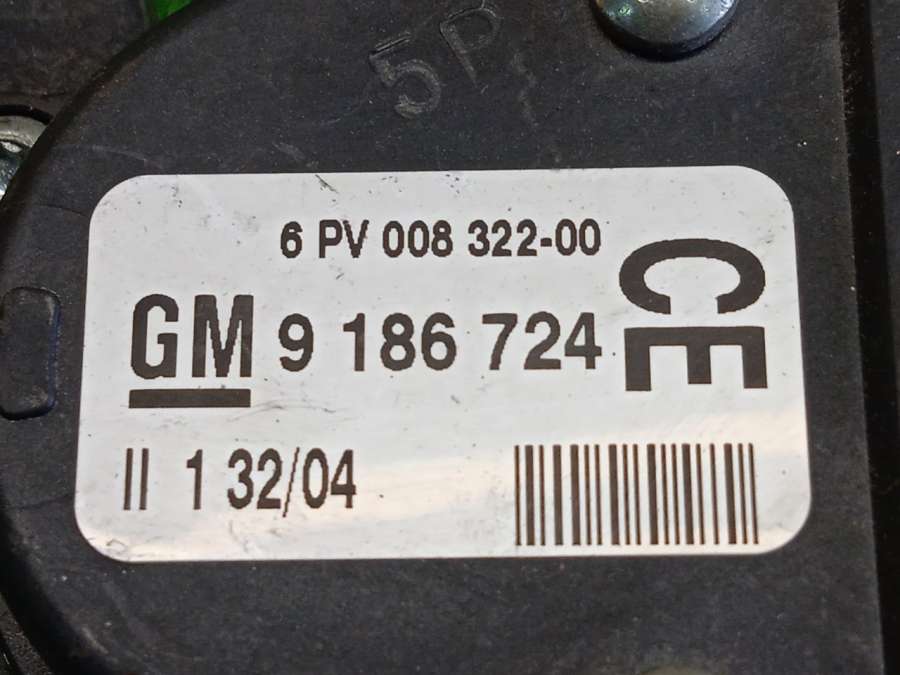 5P
6 PV 008 322-00
GM 9 186 724 CE
II 1 32/04